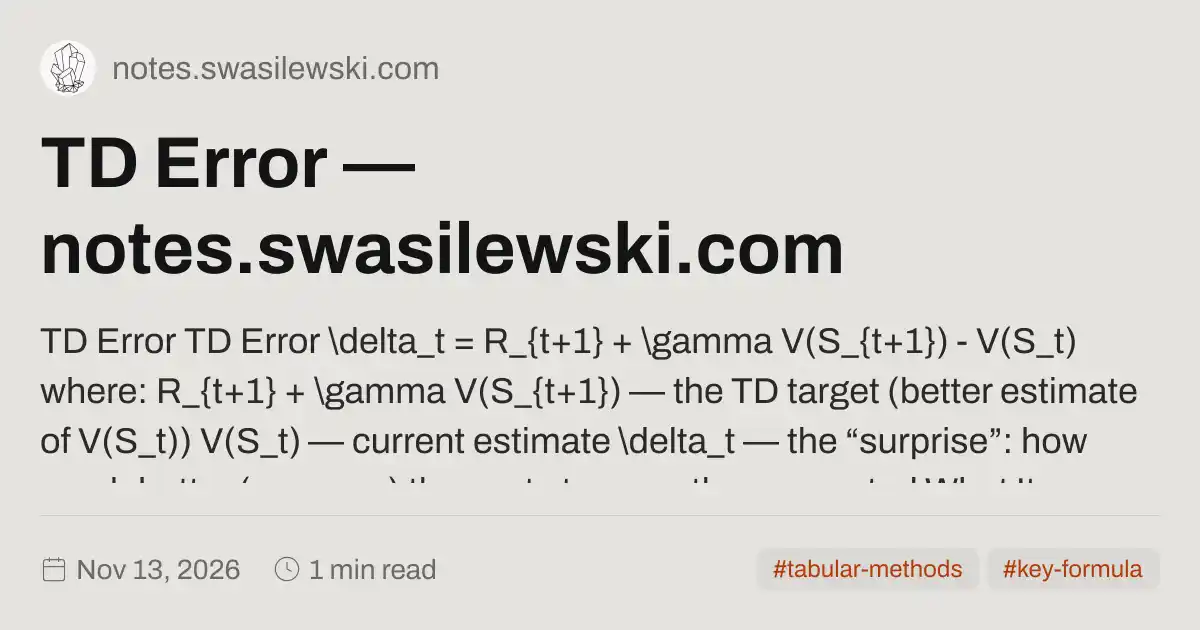 notes.swasilewski.com
TD Error —
notes.swasilewski.com
TD Error TD Error \delta_t = R_{t+1} + \gamma V(S_{t+1}) - V(S_t)
where: R_{t+1} + \gamma V(S_{t+1}) — the TD target (better estimate
of V(S_t)) V(S_t) — current estimate \delta_t — the “surprise”: how
Nov 13, 2026
1 min read
#tabular-methods
#key-formula